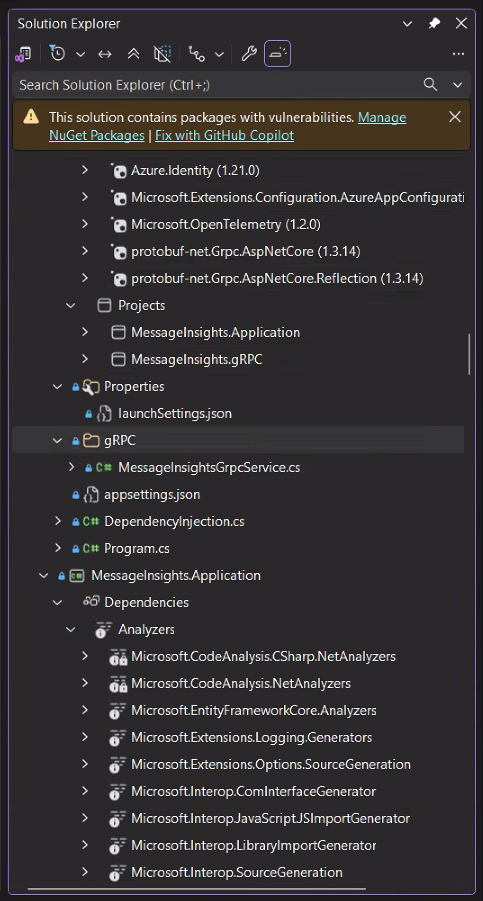 Solution Explorer
Search Solution Explorer (Ctrl+;)
This solution contains packages with vulnerabilities. Manage
NuGet Packages | Fix with GitHub Copilot
Azure.Identity (1.21.0)
Microsoft.Extensions.Configuration.AzureAppConfigurati
Microsoft.OpenTelemetry (1.2.0)
protobuf-net.Grpc.AspNetCore (1.3.14)
protobuf-net.Grpc.AspNetCore.Reflection (1.3.14)
Projects
MessageInsights.Application
MessageInsights.gRPC
Properties
launchSettings.json
gRPC
C# MessageInsightsGrpcService.cs
appsettings.json
C# DependencyInjection.cs
C# Program.cs
MessageInsights.Application
Dependencies
Analyzers
Microsoft.CodeAnalysis.CSharp.NetAnalyzers
Microsoft.CodeAnalysis.NetAnalyzers
Microsoft.EntityFrameworkCore.Analyzers
Microsoft.Extensions.Logging.Generators
Microsoft.Extensions.Options.SourceGeneration
Microsoft.Interop.ComInterfaceGenerator
Microsoft.Interop.JavaScript.JSImportGenerator
Microsoft.Interop.LibraryImportGenerator
Microsoft.Interop.SourceGeneration